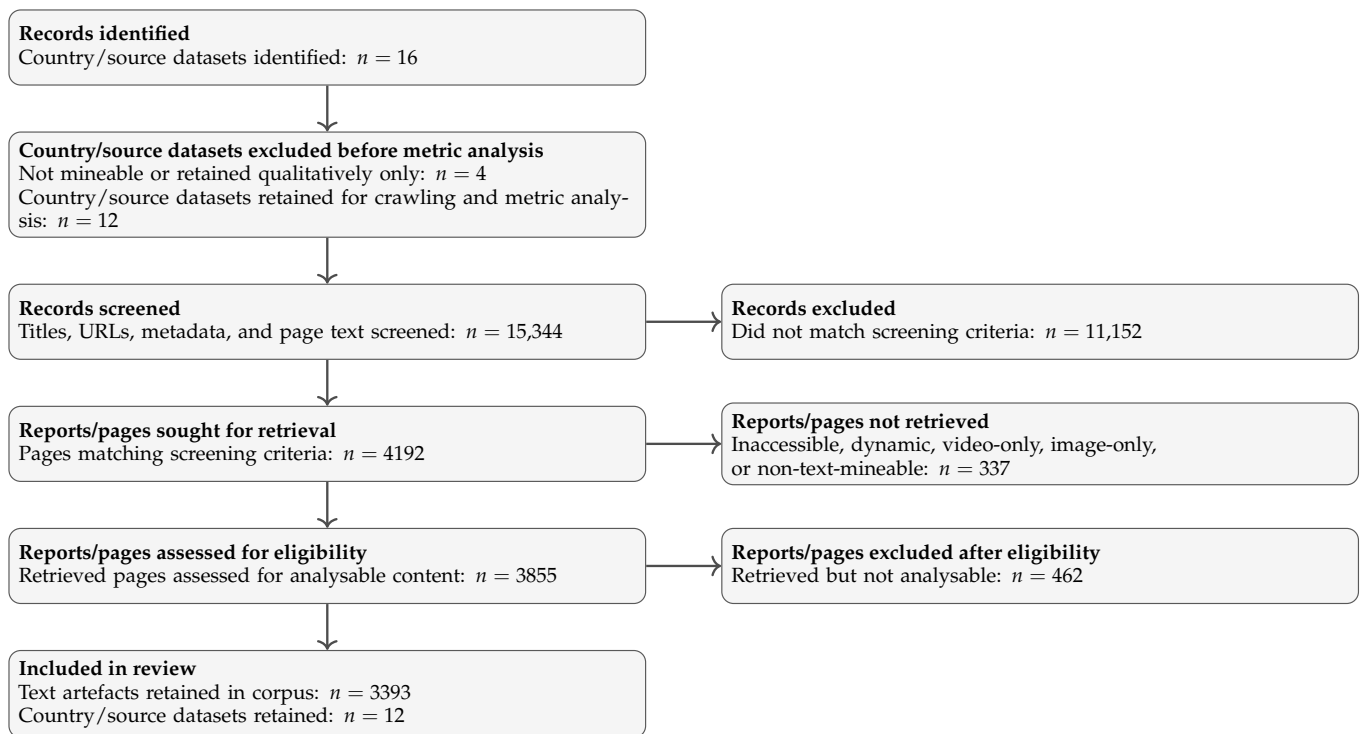 Records identified
Country/source datasets identified: n = 16
Country/source datasets excluded before metric analysis
Not mineable or retained qualitatively only: n = 4
Country/source datasets retained for crawling and metric analy-
sis: n = 12
Records screened
Titles, URLs, metadata, and page text screened: n = 15,344
Records excluded
Did not match screening criteria: n = 11,152
Reports/pages sought for retrieval
Pages matching screening criteria: n = 4192
Reports/pages not retrieved
Inaccessible, dynamic, video-only, image-only,
or non-text-mineable: n = 337
Reports/pages assessed for eligibility
Retrieved pages assessed for analysable content: n = 3855
Reports/pages excluded after eligibility
Retrieved but not analysable: n = 462
Included in review
Text artefacts retained in corpus: n = 3393
Country/source datasets retained: n = 12